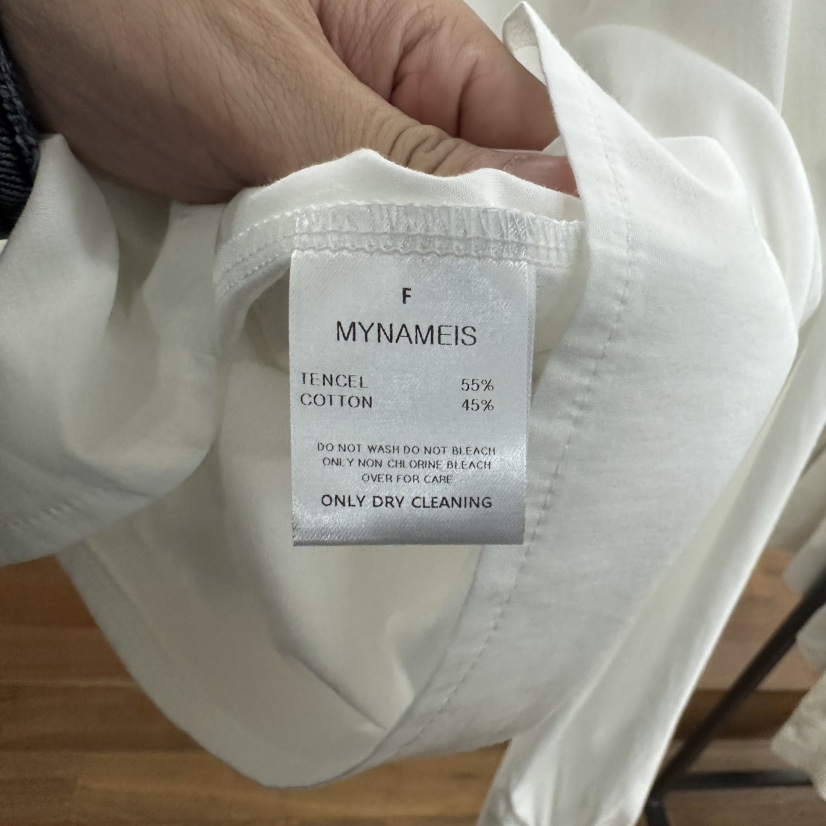 F
MYNAMEIS
TENCEL 55%
COTTON 45%
DO NOT WASH DO NOT BLEACH
ONLY NON CHLORINE BLEACH
OVER FOR CARE
ONLY DRY CLEANING